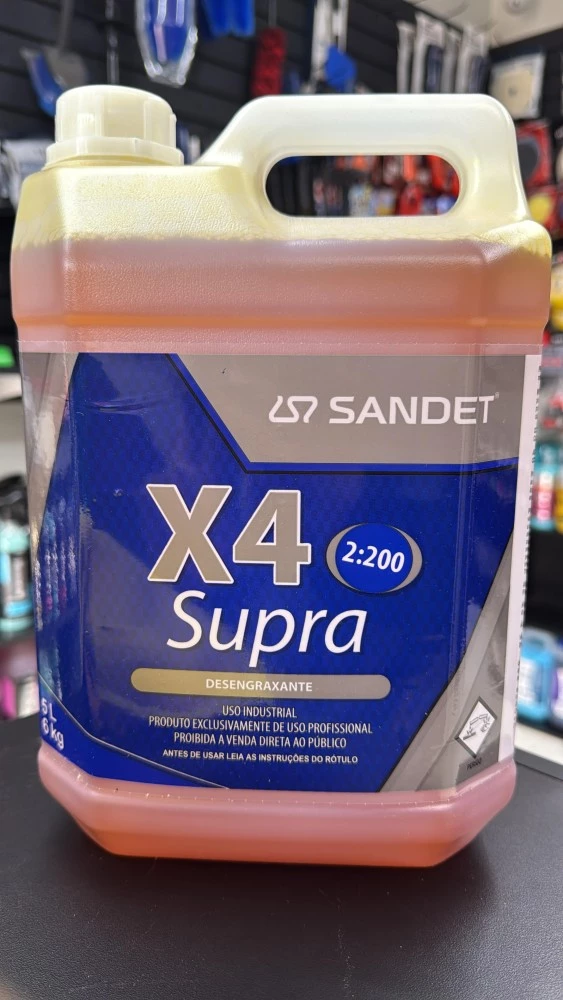 SANDET
X4
2:200
Supra
DESENGRAXANTE
USO INDUSTRIAL
PRODUTO EXCLUSIVAMENTE DE USO PROFISSIONAL
PROIBIDA A VENDA DIRETA AO PÚBLICO
ANTES DE USAR LEIA AS INSTRUÇÕES DO RÓTULO
5 L
6 kg
PERIGO